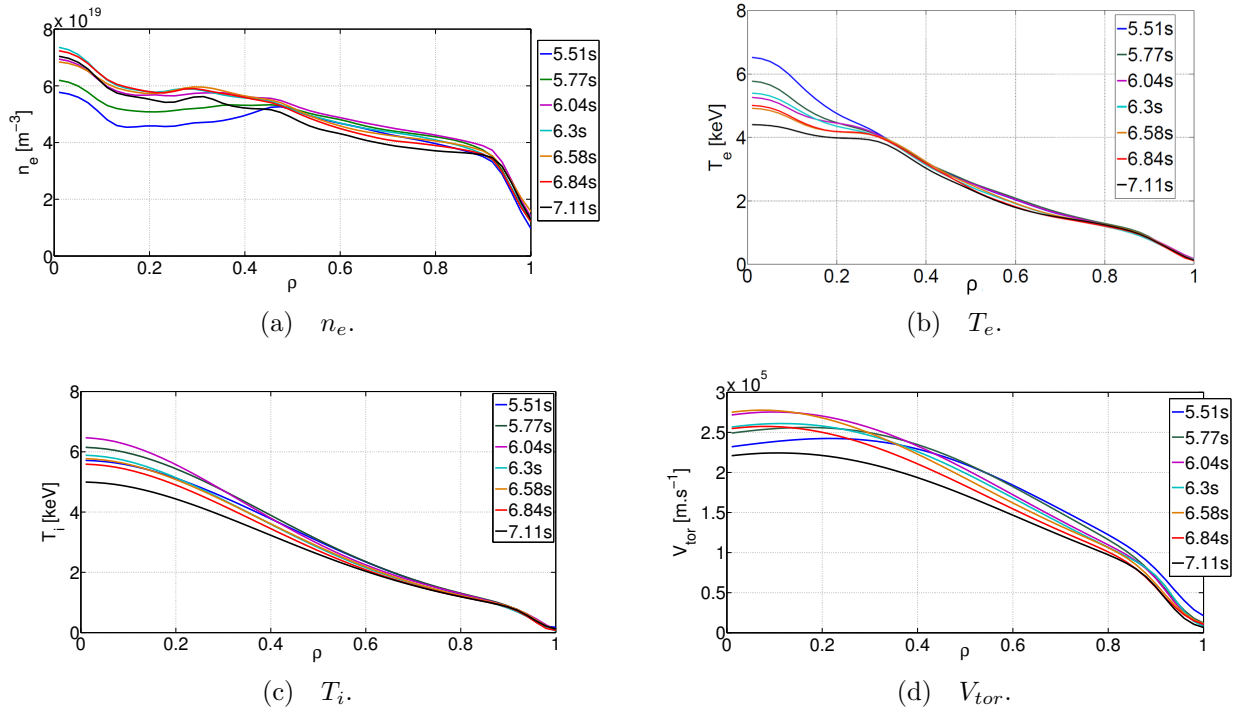 8 x 10^19
6
4
2
0
n_e [m^−3]
0 0.2 0.4 0.6 0.8 1
ρ
5.51s
5.77s
6.04s
6.3s
6.58s
6.84s
7.11s
(a) n_e.
8
6
4
2
0
T_e [keV]
0 0.2 0.4 0.6 0.8 1
ρ
5.51s
5.77s
6.04s
6.3s
6.58s
6.84s
7.11s
(b) T_e.
8
6
4
2
0
T_i [keV]
0 0.2 0.4 0.6 0.8 1
ρ
5.51s
5.77s
6.04s
6.3s
6.58s
6.84s
7.11s
(c) T_i.
3 x 10^5
2.5
2
1.5
1
0.5
0
V_tor [m.s^−1]
0 0.2 0.4 0.6 0.8 1
ρ
5.51s
5.77s
6.04s
6.3s
6.58s
6.84s
7.11s
(d) V_tor.